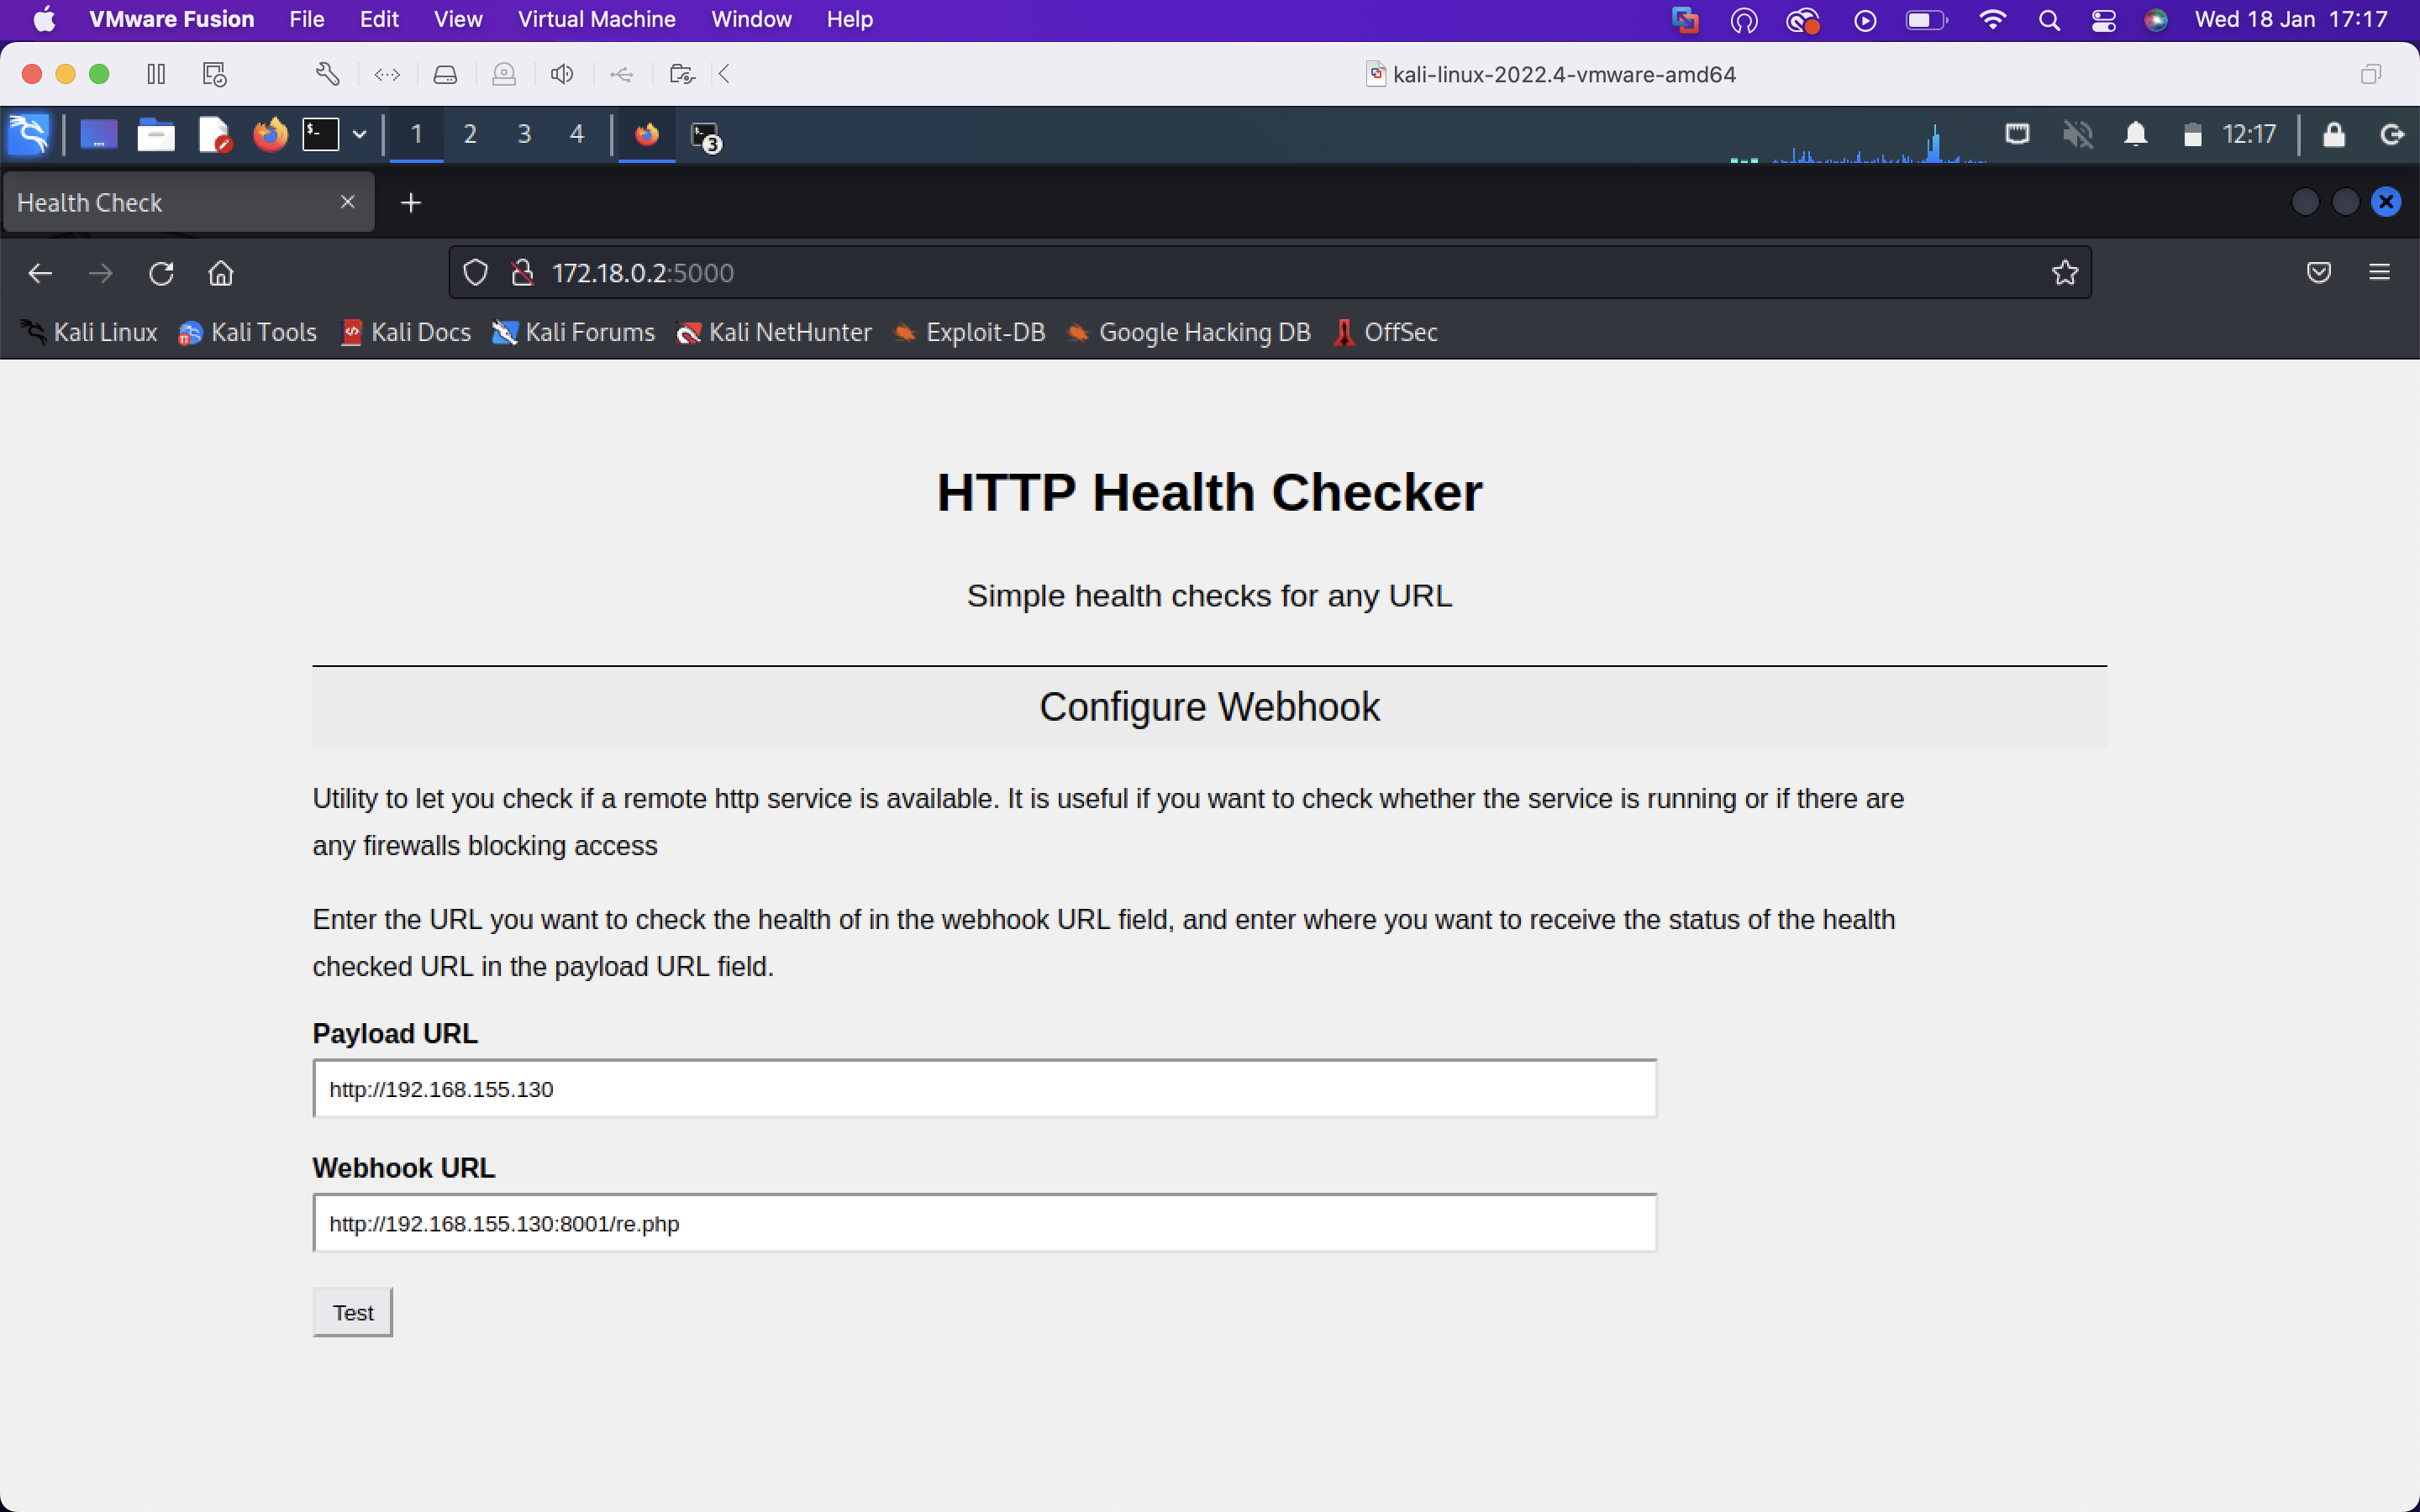 VMware Fusion File Edit View Virtual Machine Window Help Wed 18 Jan 17:17
kali-linux-2022.4-vmware-amd64
1 2 3 4 3 12:17
Health Check
172.18.0.2:5000
Kali Linux Kali Tools Kali Docs Kali Forums Kali NetHunter Exploit-DB Google Hacking DB OffSec
HTTP Health Checker
Simple health checks for any URL
Configure Webhook
Utility to let you check if a remote http service is available. It is useful if you want to check whether the service is running or if there are
any firewalls blocking access
Enter the URL you want to check the health of in the webhook URL field, and enter where you want to receive the status of the health
checked URL in the payload URL field.
Payload URL
http://192.168.155.130
Webhook URL
http://192.168.155.130:8001/re.php
Test